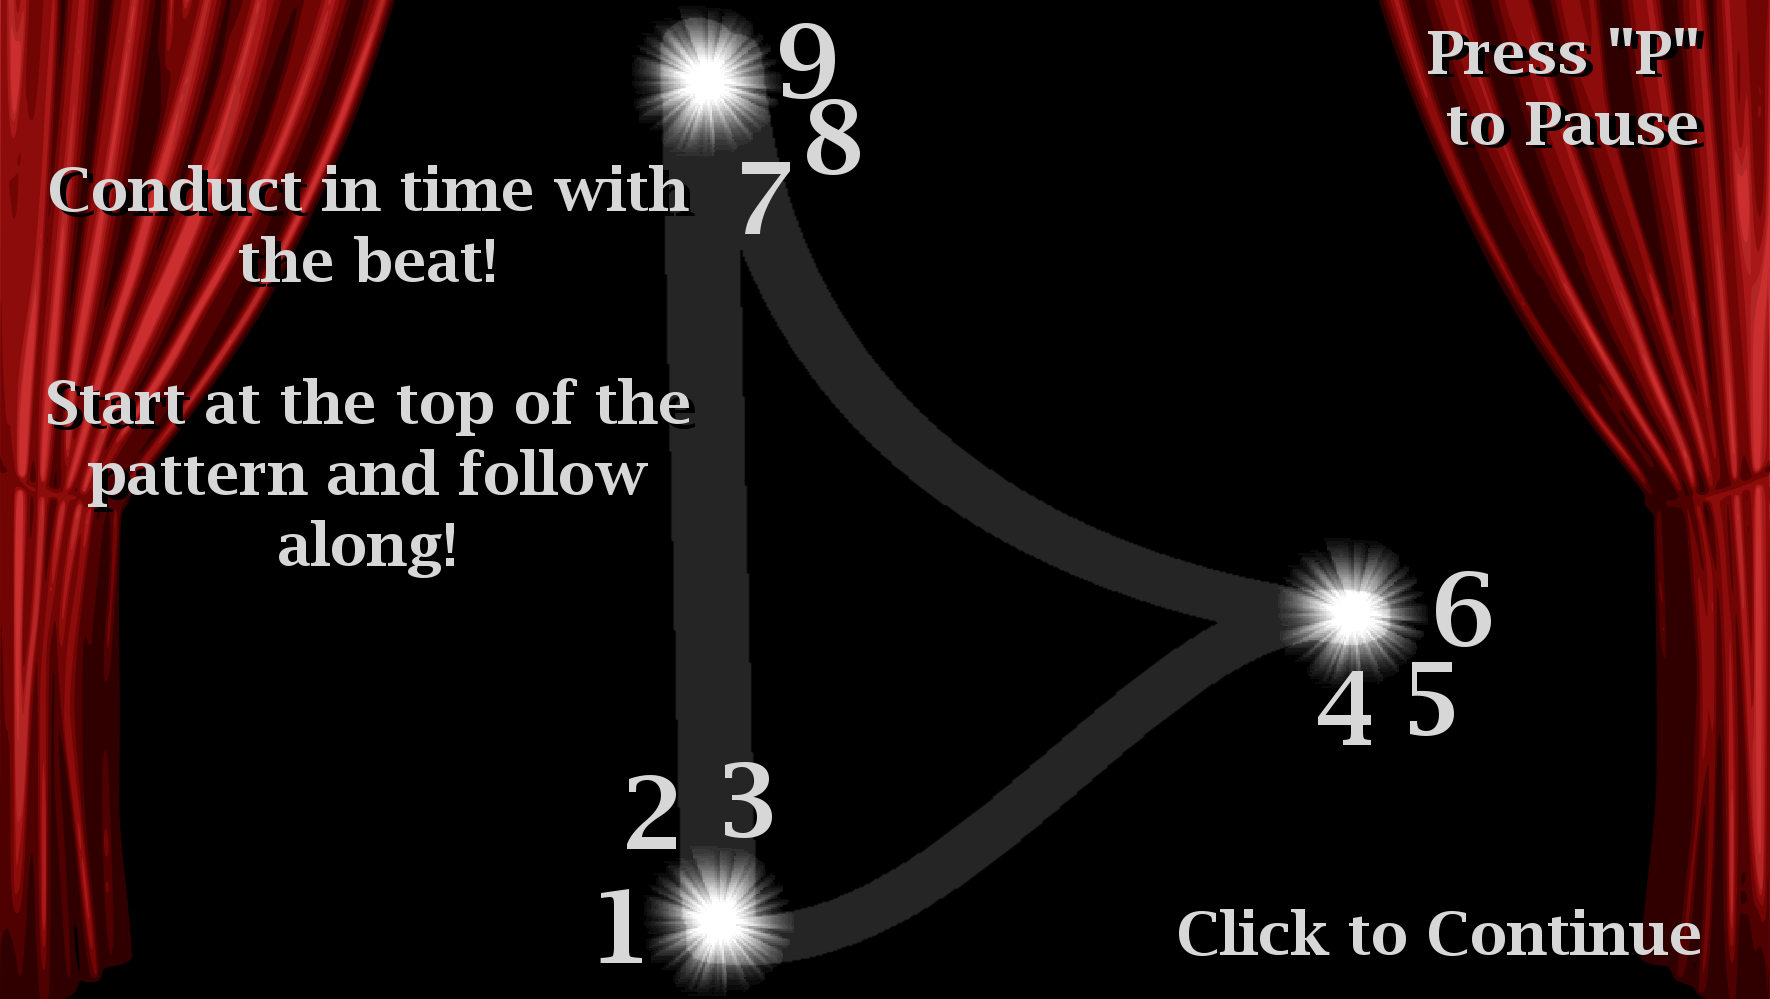 Press "P"
to Pause
Conduct in time with
the beat!
Start at the top of the
pattern and follow
along!
9
8
7
6
4 5
2 3
1
Click to Continue